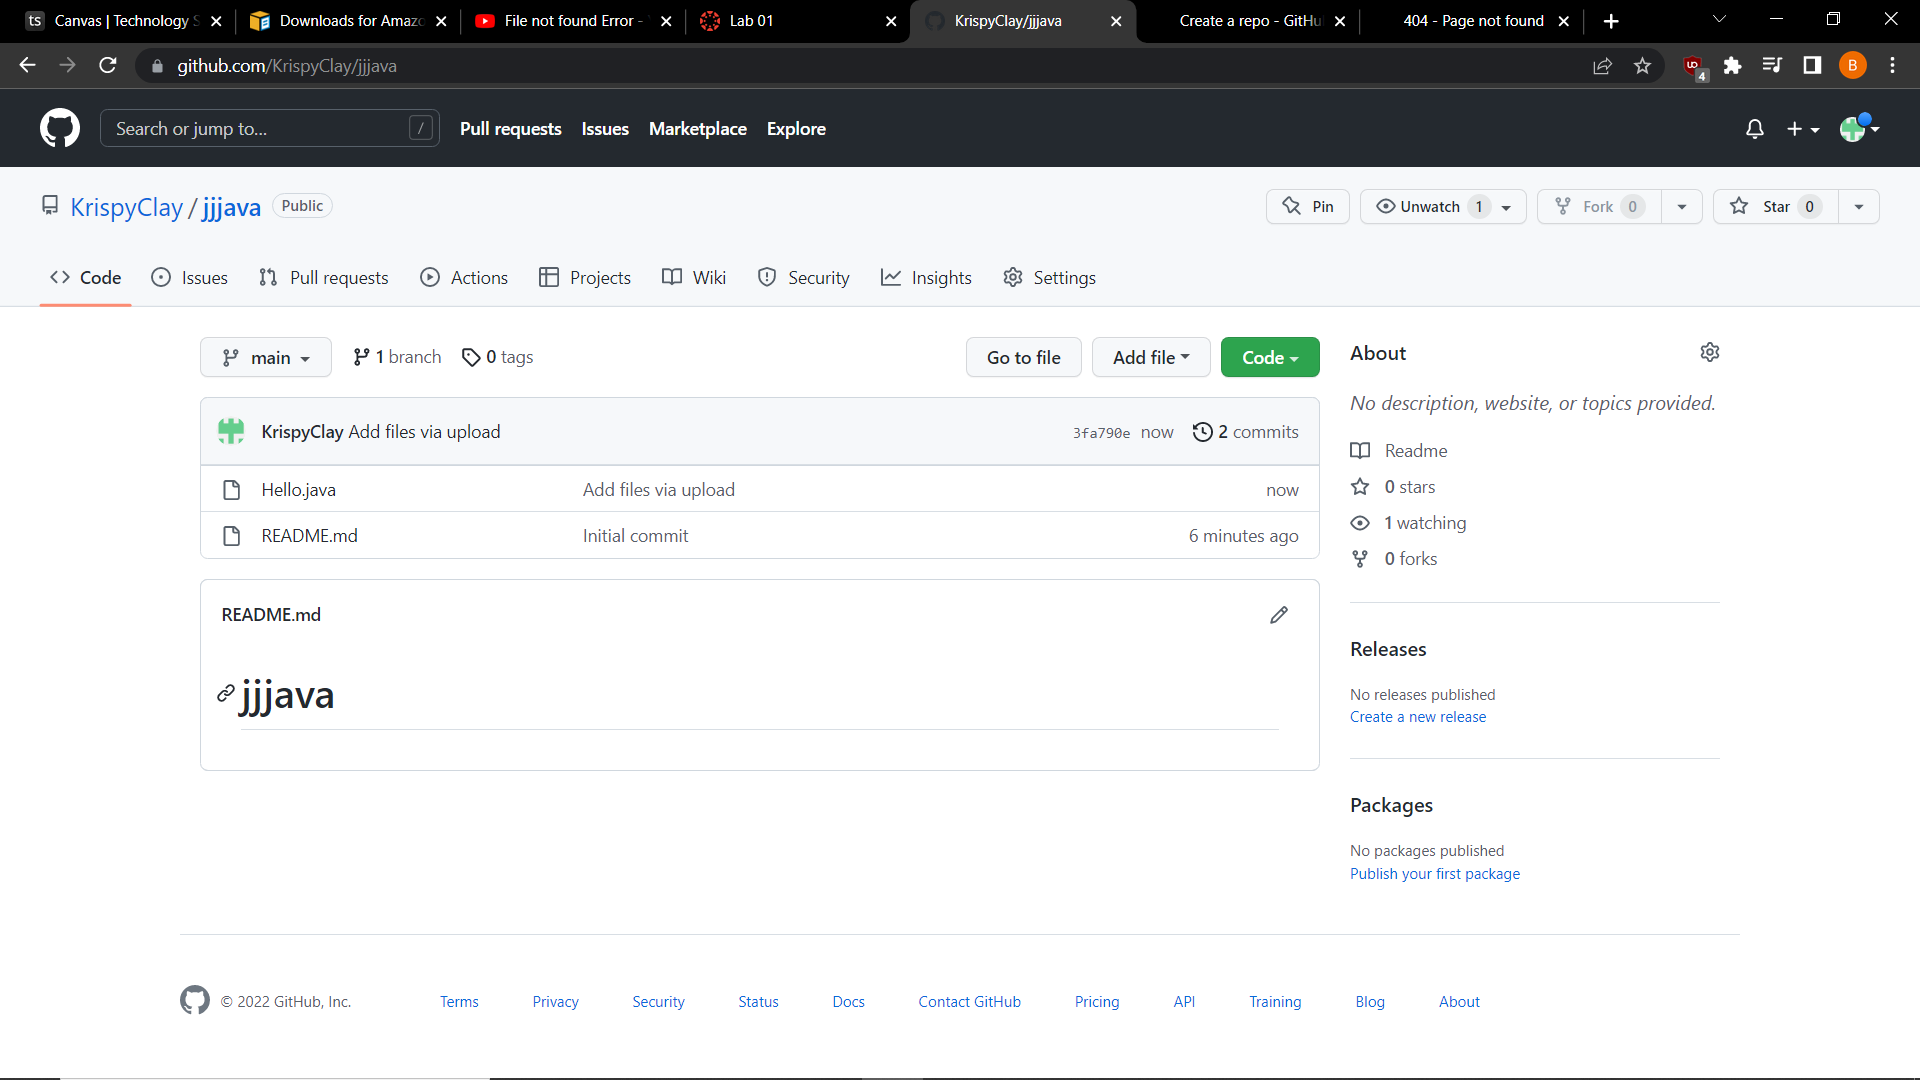 ts Canvas | Technology S
Downloads for Amazo
File not found Error -
Lab 01
KrispyClay/jjjava
Create a repo - GitHu
404 - Page not found
github.com/KrispyClay/jjjava
4
B
Search or jump to... /
Pull requests Issues Marketplace Explore
KrispyClay / jjjava Public
Pin Unwatch 1 Fork 0 Star 0
Code Issues Pull requests Actions Projects Wiki Security Insights Settings
main 1 branch 0 tags Go to file Add file Code
KrispyClay Add files via upload 3fa790e now 2 commits
Hello.java Add files via upload now
README.md Initial commit 6 minutes ago
README.md
jjjava
About
No description, website, or topics provided.
Readme
0 stars
1 watching
0 forks
Releases
No releases published
Create a new release
Packages
No packages published
Publish your first package
© 2022 GitHub, Inc. Terms Privacy Security Status Docs Contact GitHub Pricing API Training Blog About